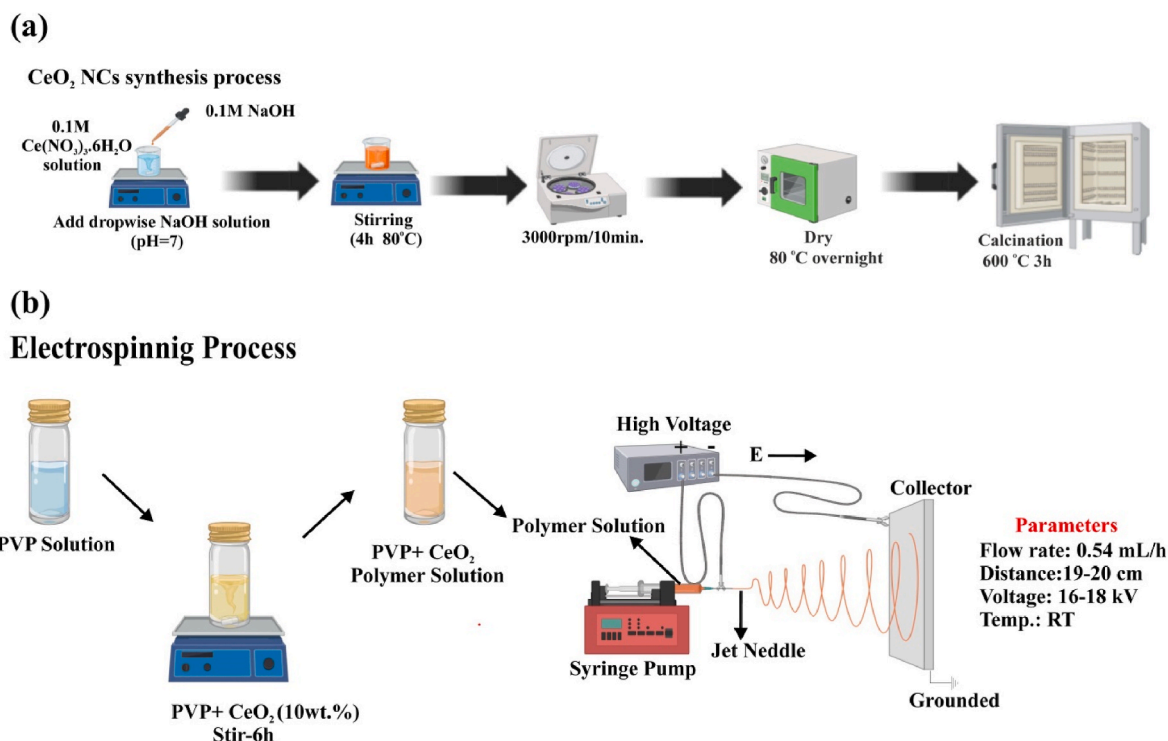 (a)
CeO₂ NCs synthesis process
0.1M
Ce(NO₃)₃.6H₂O
solution
0.1M NaOH
Add dropwise NaOH solution
(pH=7)
Stirring
(4h 80°C)
3000rpm/10min.
Dry
80 °C overnight
Calcination
600 °C 3h
(b)
Electrospinnig Process
PVP Solution
PVP+ CeO₂ (10wt.%)
Stir-6h
PVP+ CeO₂
Polymer Solution
High Voltage
+ -
E
Polymer Solution
Syringe Pump
Jet Neddle
Collector
Grounded
Parameters
Flow rate: 0.54 mL/h
Distance:19-20 cm
Voltage: 16-18 kV
Temp.: RT